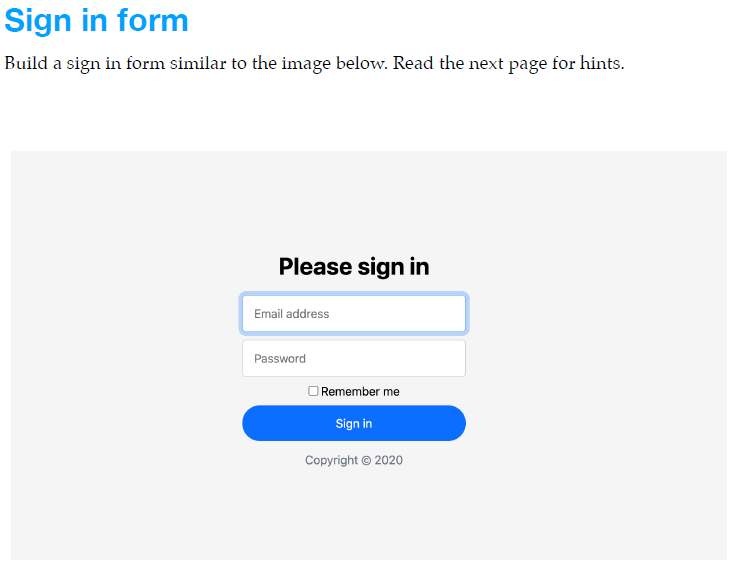 Sign in form
Build a sign in form similar to the image below. Read the next page for hints.
Please sign in
Email address
Password
Remember me
Sign in
Copyright © 2020